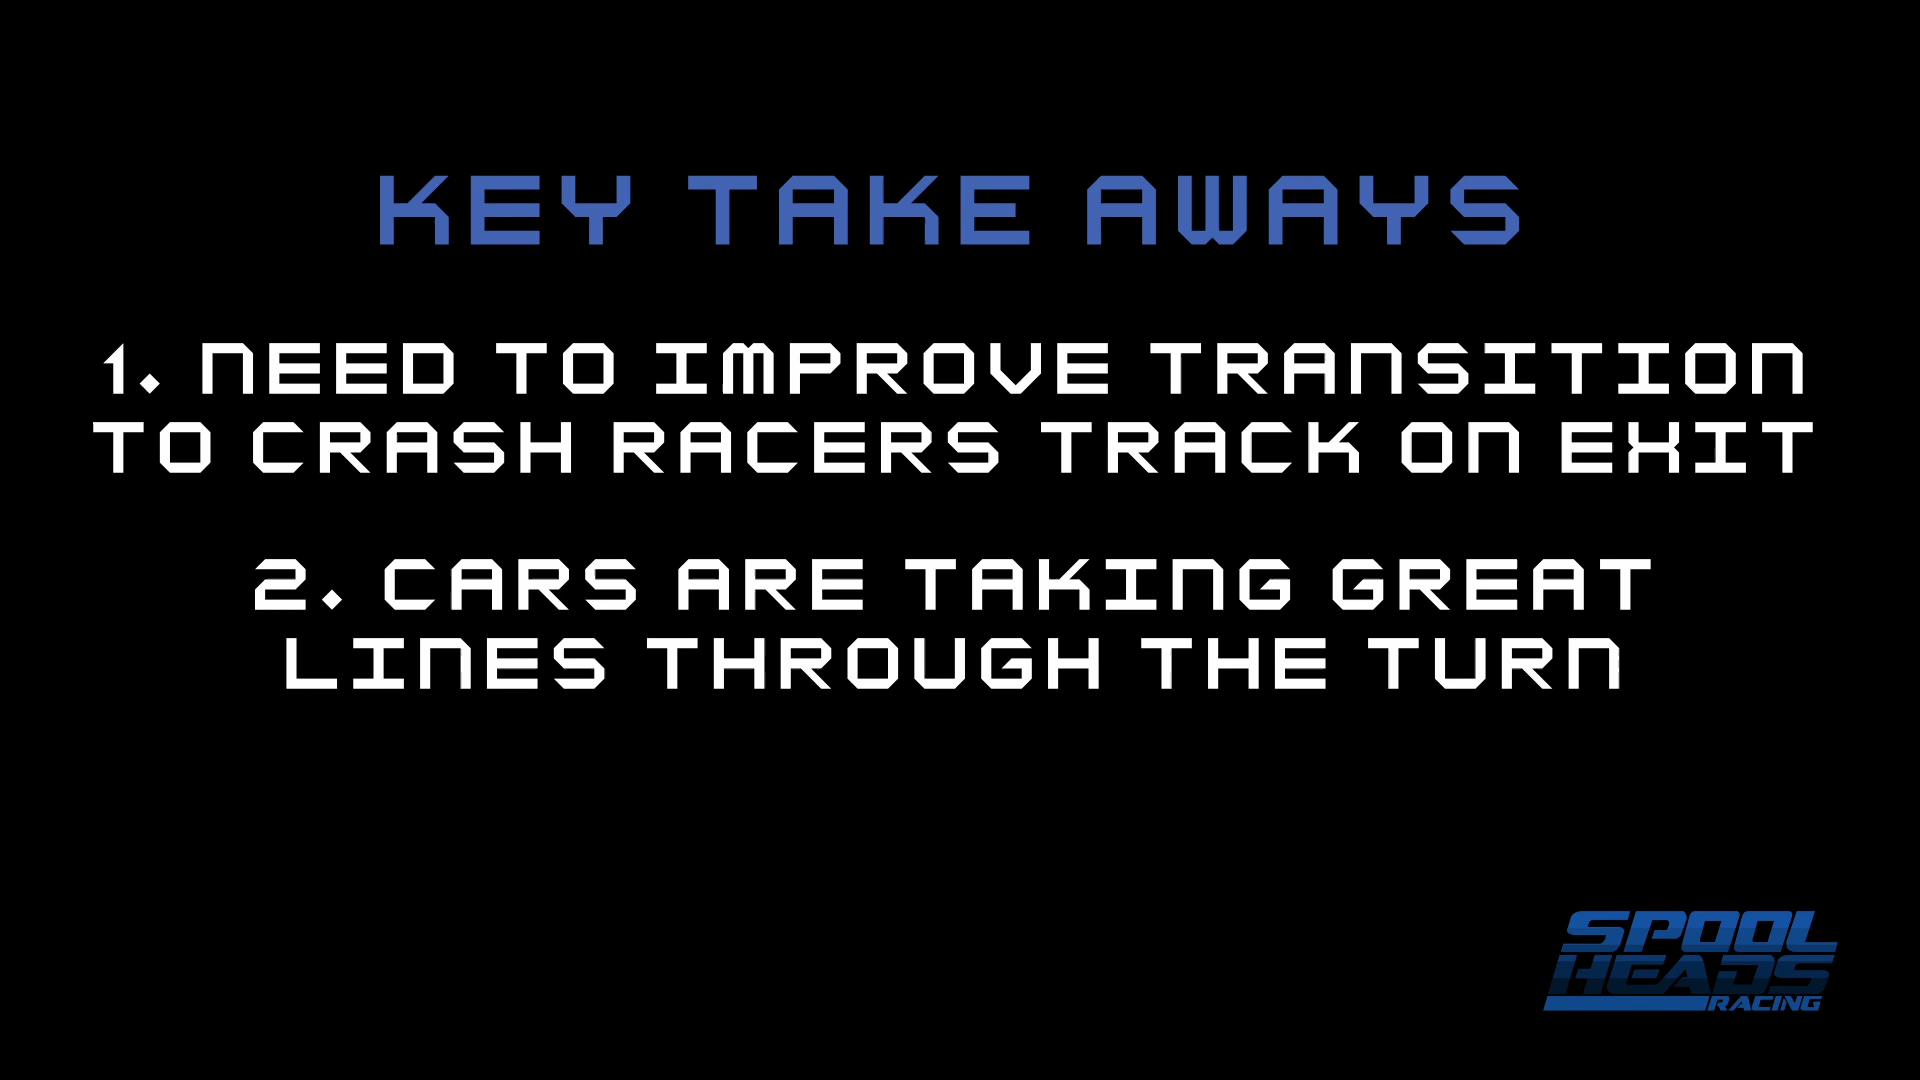 KEY TAKE AWAYS
1. NEED TO IMPROVE TRANSITION
TO CRASH RACERS TRACK ON EXIT
2. CARS ARE TAKING GREAT
LINES THROUGH THE TURN
SPOOL
HEADS
RACING